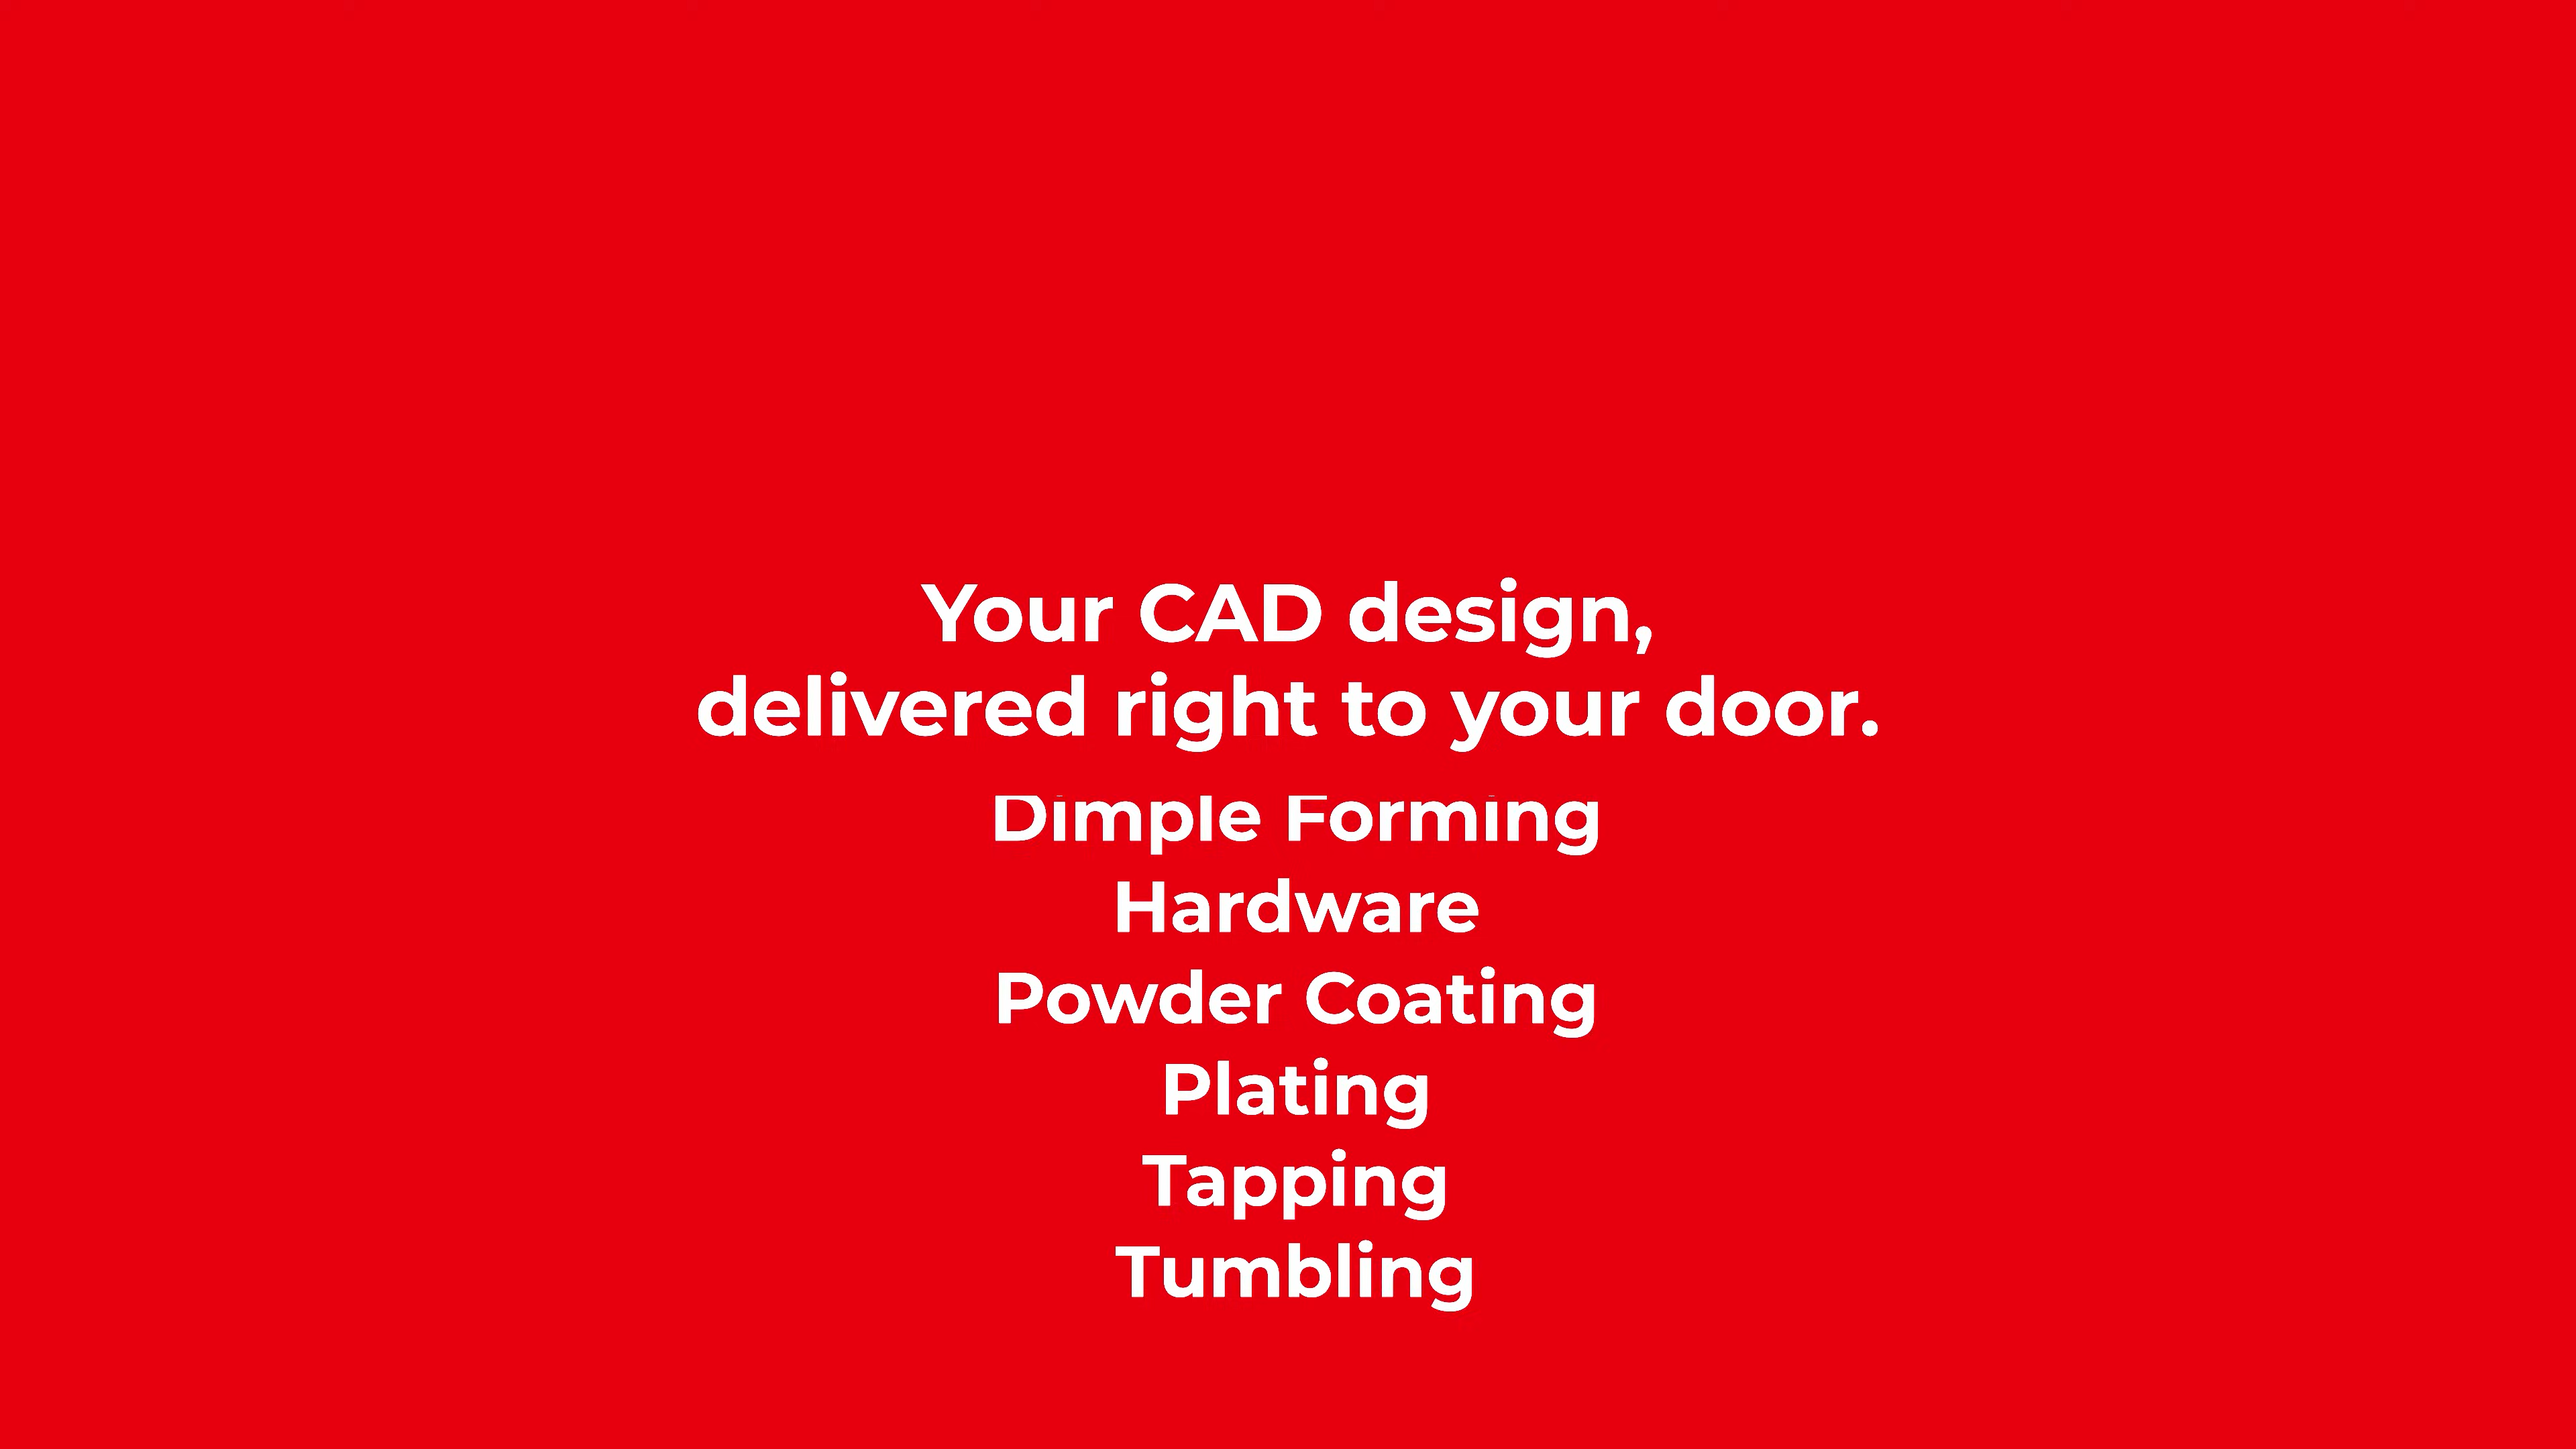 Your CAD design,
delivered right to your door.
Dimple Forming
Hardware
Powder Coating
Plating
Tapping
Tumbling